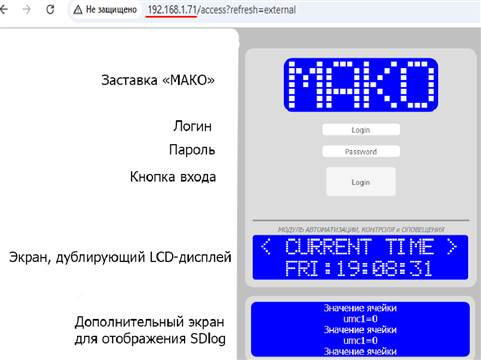 Не защищено 192.168.1.71/access?refresh=external
Заставка «МАКО»
МАКО
Логин
Login
Пароль
Password
Кнопка входа
Login
МОДУЛЬ АВТОМАТИЗАЦИИ, КОНТРОЛЯ и ОПОВЕЩЕНИЯ
Экран, дублирующий LCD-дисплей
< CURRENT TIME >
FRI:19:08:31
Дополнительный экран
для отображения SDlog
Значение ячейки
umc1=0
Значение ячейки
umc1=0
Значение ячейки